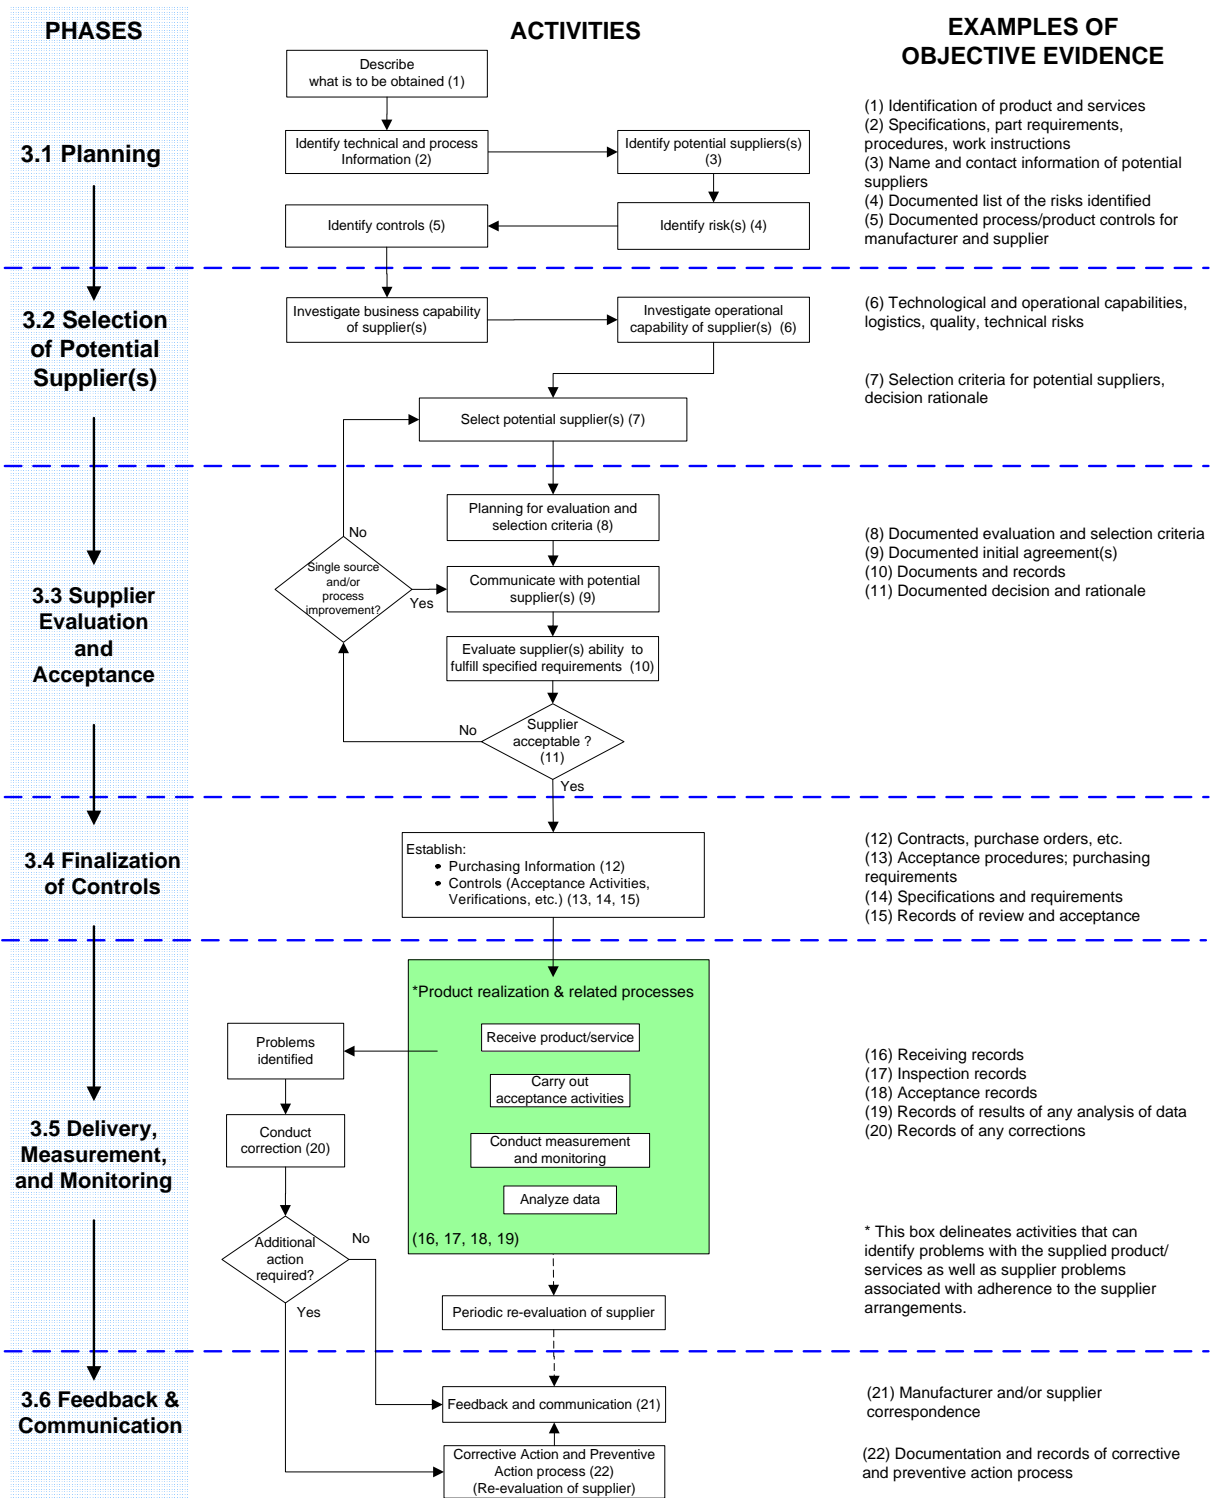 PHASES
ACTIVITIES
EXAMPLES OF
OBJECTIVE EVIDENCE
3.1 Planning
Describe
what is to be obtained (1)
Identify technical and process
Information (2)
Identify potential suppliers(s)
(3)
Identify controls (5)
Identify risk(s) (4)
(1) Identification of product and services
(2) Specifications, part requirements,
procedures, work instructions
(3) Name and contact information of potential
suppliers
(4) Documented list of the risks identified
(5) Documented process/product controls for
manufacturer and supplier
3.2 Selection
of Potential
Supplier(s)
Investigate business capability
of supplier(s)
Investigate operational
capability of supplier(s) (6)
Select potential supplier(s) (7)
(6) Technological and operational capabilities,
logistics, quality, technical risks
(7) Selection criteria for potential suppliers,
decision rationale
3.3 Supplier
Evaluation
and
Acceptance
Planning for evaluation and
selection criteria (8)
No
Single source
and/or
process
improvement?
Yes
Communicate with potential
supplier(s) (9)
Evaluate supplier(s) ability to
fulfill specified requirements (10)
No
Supplier
acceptable ?
(11)
Yes
(8) Documented evaluation and selection criteria
(9) Documented initial agreement(s)
(10) Documents and records
(11) Documented decision and rationale
3.4 Finalization
of Controls
Establish:
• Purchasing Information (12)
• Controls (Acceptance Activities,
Verifications, etc.) (13, 14, 15)
(12) Contracts, purchase orders, etc.
(13) Acceptance procedures; purchasing
requirements
(14) Specifications and requirements
(15) Records of review and acceptance
3.5 Delivery,
Measurement,
and Monitoring
*Product realization & related processes
Receive product/service
Carry out
acceptance activities
Conduct measurement
and monitoring
Analyze data
(16, 17, 18, 19)
Problems
identified
Conduct
correction (20)
Additional
action
required?
No
Yes
Periodic re-evaluation of supplier
(16) Receiving records
(17) Inspection records
(18) Acceptance records
(19) Records of results of any analysis of data
(20) Records of any corrections
* This box delineates activities that can
identify problems with the supplied product/
services as well as supplier problems
associated with adherence to the supplier
arrangements.
3.6 Feedback &
Communication
Feedback and communication (21)
Corrective Action and Preventive
Action process (22)
(Re-evaluation of supplier)
(21) Manufacturer and/or supplier
correspondence
(22) Documentation and records of corrective
and preventive action process